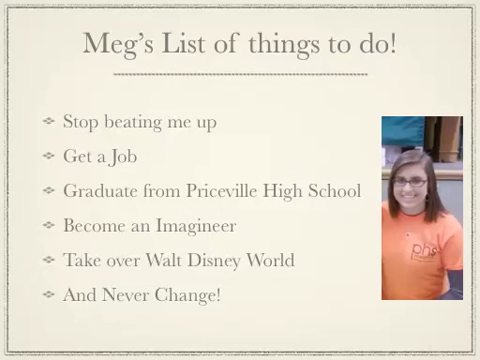 Meg's List of things to do!
Stop beating me up
Get a Job
Graduate from Priceville High School
Become an Imagineer
Take over Walt Disney World
And Never Change!
phs